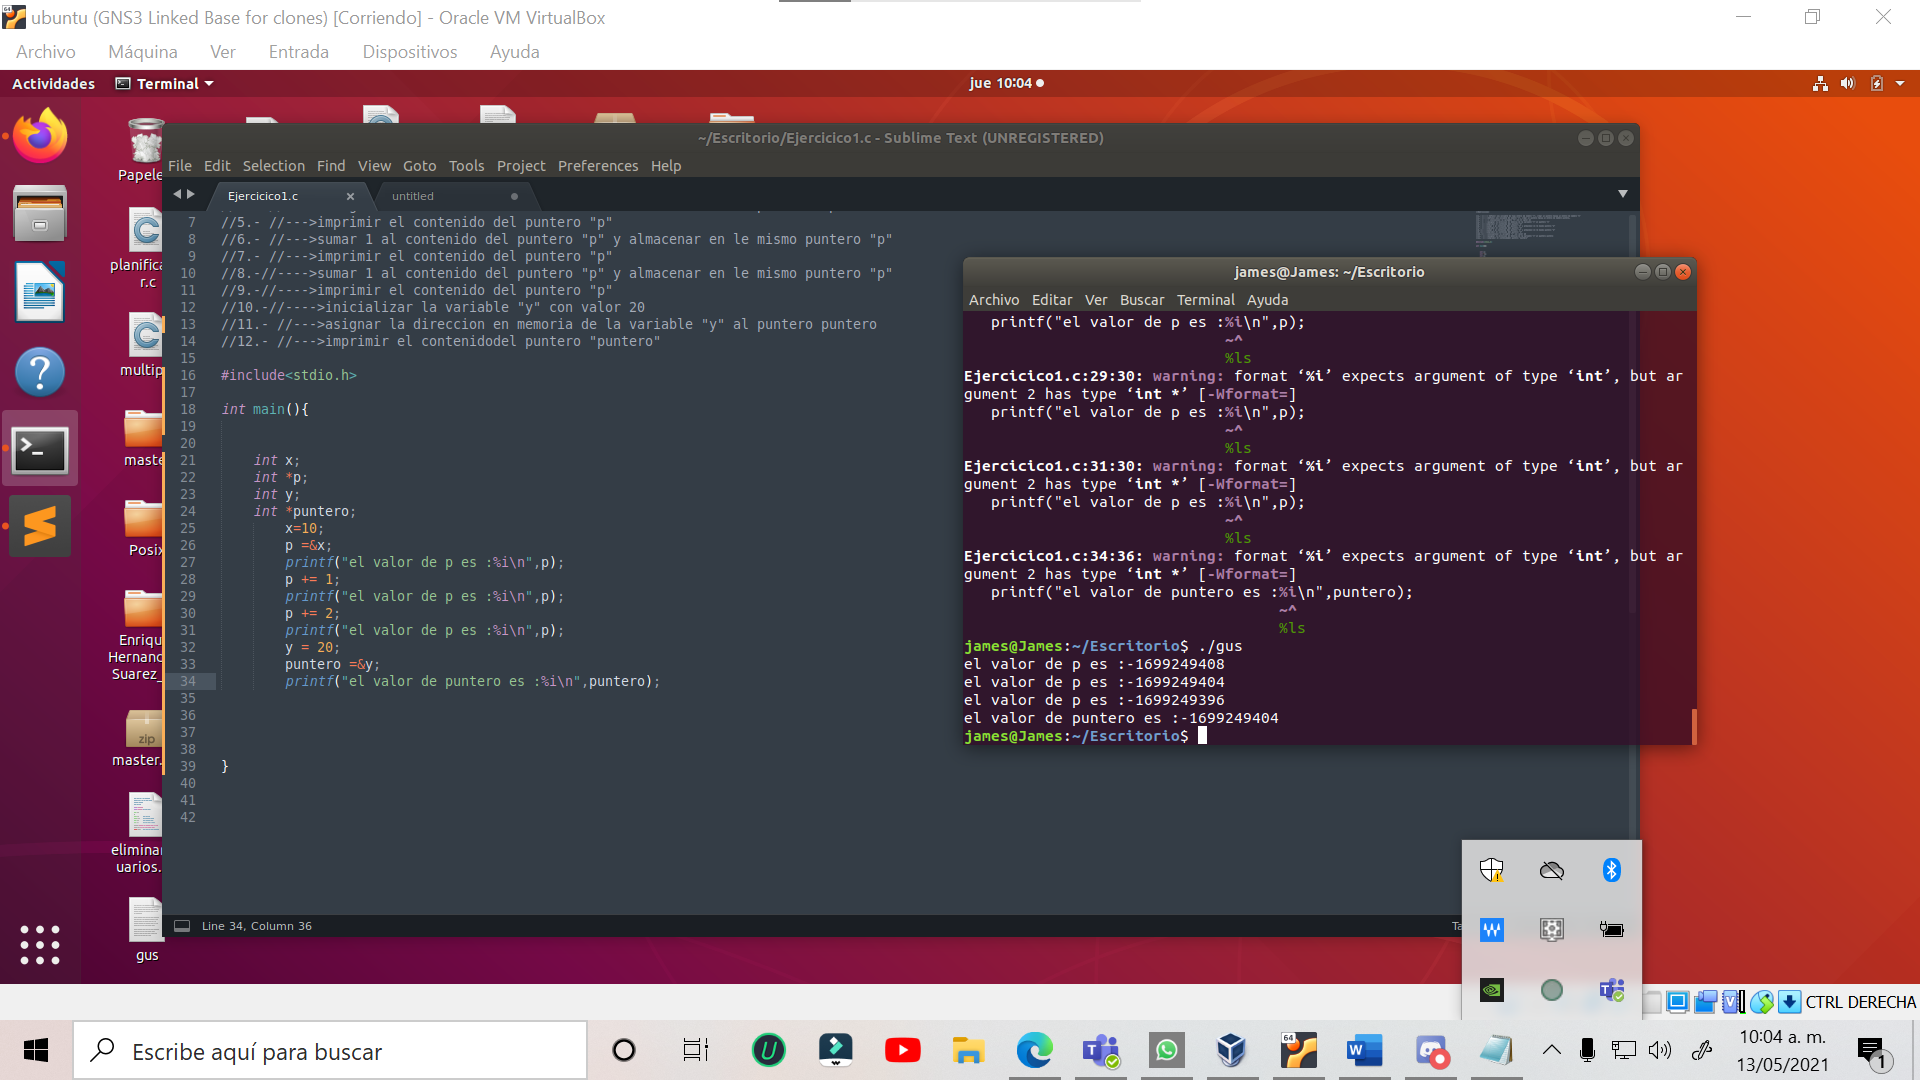 ubuntu (GNS3 Linked Base for clones) [Corriendo] - Oracle VM VirtualBox
Archivo Máquina Ver Entrada Dispositivos Ayuda
Actividades Terminal jue 10:04
~/Escritorio/Ejercicico1.c - Sublime Text (UNREGISTERED)
File Edit Selection Find View Goto Tools Project Preferences Help
Ejercicico1.c untitled
7 //5.- //--->imprimir el contenido del puntero "p"
8 //6.- //--->sumar 1 al contenido del puntero "p" y almacenar en le mismo puntero "p"
9 //7.- //--->imprimir el contenido del puntero "p"
10 //8.-//---->sumar 1 al contenido del puntero "p" y almacenar en le mismo puntero "p"
11 //9.-//---->imprimir el contenido del puntero "p"
12 //10.-//---->inicializar la variable "y" con valor 20
13 //11.- //--->asignar la direccion en memoria de la variable "y" al puntero puntero
14 //12.- //--->imprimir el contenidodel puntero "puntero"
15
16 #include<stdio.h>
17
18 int main(){
19
20
21 int x;
22 int *p;
23 int y;
24 int *puntero;
25 x=10;
26 p =&x;
27 printf("el valor de p es :%i\n",p);
28 p += 1;
29 printf("el valor de p es :%i\n",p);
30 p += 2;
31 printf("el valor de p es :%i\n",p);
32 y = 20;
33 puntero =&y;
34 printf("el valor de puntero es :%i\n",puntero);
35
36
37
38
39 }
40
41
42
Line 34, Column 36
Ta
james@James: ~/Escritorio
Archivo Editar Ver Buscar Terminal Ayuda
printf("el valor de p es :%i\n",p);
~^
%ls
Ejercicico1.c:29:30: warning: format ‘%i’ expects argument of type ‘int’, but ar
gument 2 has type ‘int *’ [-Wformat=]
printf("el valor de p es :%i\n",p);
~^
%ls
Ejercicico1.c:31:30: warning: format ‘%i’ expects argument of type ‘int’, but ar
gument 2 has type ‘int *’ [-Wformat=]
printf("el valor de p es :%i\n",p);
~^
%ls
Ejercicico1.c:34:36: warning: format ‘%i’ expects argument of type ‘int’, but ar
gument 2 has type ‘int *’ [-Wformat=]
printf("el valor de puntero es :%i\n",puntero);
~^
%ls
james@James:~/Escritorio$ ./gus
el valor de p es :-1699249408
el valor de p es :-1699249404
el valor de p es :-1699249396
el valor de puntero es :-1699249404
james@James:~/Escritorio$
Papele
planifica
r.c
multip
maste
Posix
Enriqu
Hernanc
Suarez_
zip
master.
eliminar
uarios.
gus
CTRL DERECHA
Escribe aquí para buscar
64
10:04 a. m.
13/05/2021
1